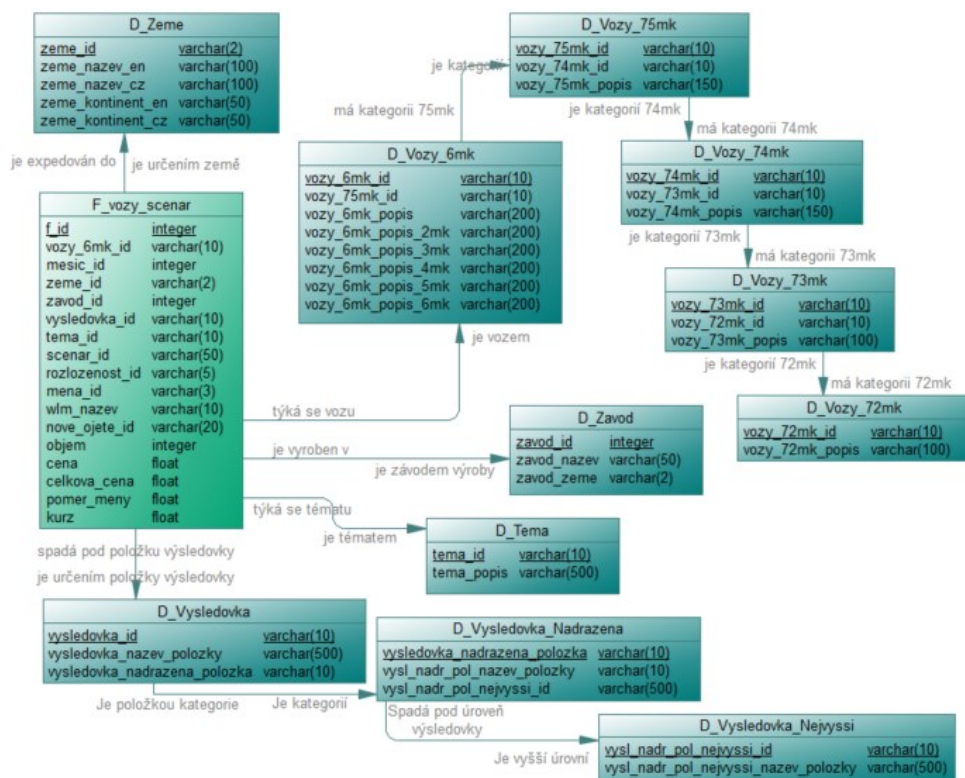 D_Zeme
zeme_id varchar(2)
zeme_nazev_en varchar(100)
zeme_nazev_cz varchar(100)
zeme_kontinent_en varchar(50)
zeme_kontinent_cz varchar(50)
je expedován do
je určením země
F_vozy_scenar
f_id integer
vozy_6mk_id varchar(10)
mesic_id integer
zeme_id varchar(2)
zavod_id integer
vysledovka_id varchar(10)
tema_id varchar(10)
scenar_id varchar(50)
rozlozenost_id varchar(5)
mena_id varchar(3)
wlm_nazev varchar(10)
nove_ojete_id varchar(20)
objem integer
cena float
celkova_cena float
pomer_meny float
kurz float
D_Vozy_75mk
vozy_75mk_id varchar(10)
vozy_74mk_id varchar(10)
vozy_75mk_popis varchar(150)
je kategorií 7
má kategorii 75mk
je kategorií 74mk
má kategorii 74mk
D_Vozy_6mk
vozy_6mk_id varchar(10)
vozy_75mk_id varchar(10)
vozy_6mk_popis varchar(200)
vozy_6mk_popis_2mk varchar(200)
vozy_6mk_popis_3mk varchar(200)
vozy_6mk_popis_4mk varchar(200)
vozy_6mk_popis_5mk varchar(200)
vozy_6mk_popis_6mk varchar(200)
D_Vozy_74mk
vozy_74mk_id varchar(10)
vozy_73mk_id varchar(10)
vozy_74mk_popis varchar(150)
je kategorií 73mk
má kategorii 73mk
D_Vozy_73mk
vozy_73mk_id varchar(10)
vozy_72mk_id varchar(10)
vozy_73mk_popis varchar(100)
je kategorií 72mk
má kategorii 72mk
D_Vozy_72mk
vozy_72mk_id varchar(10)
vozy_72mk_popis varchar(100)
je vozem
týká se vozu
je vyroben v
je závodem výroby
D_Zavod
zavod_id integer
zavod_nazev varchar(50)
zavod_zeme varchar(2)
týká se tématu
je tématem
D_Tema
tema_id varchar(10)
tema_popis varchar(500)
spadá pod položku výsledovky
je určením položky výsledovky
D_Vysledovka
vysledovka_id varchar(10)
vysledovka_nazev_polozky varchar(500)
vysledovka_nadrazena_polozka varchar(10)
Je položkou kategorie
Je kategorií
D_Vysledovka_Nadrazena
vysledovka_nadrazena_polozka varchar(10)
vysl_nadr_pol_nazev_polozky varchar(10)
vysl_nadr_pol_nejvyssi_id varchar(500)
Spadá pod úroveň
výsledovky
Je vyšší úrovní
D_Vysledovka_Nejvyssi
vysl_nadr_pol_nejvyssi_id varchar(10)
vysl_nadr_pol_nejvyssi_nazev_polozky varchar(500)